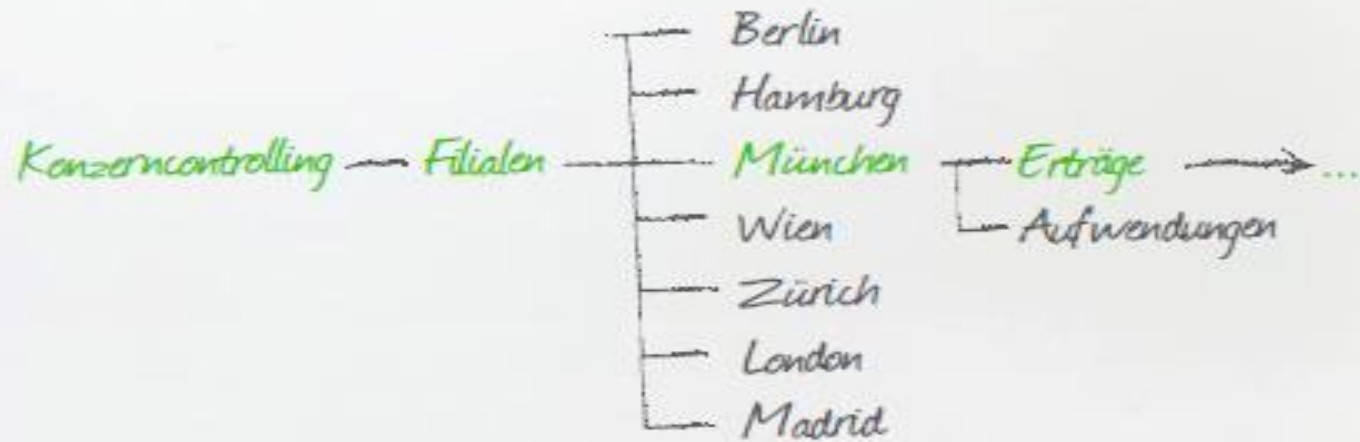 Berlin
Hamburg
Konzerncontrolling Filialen München Erträge ...
Wien Aufwendungen
Zürich
London
Madrid